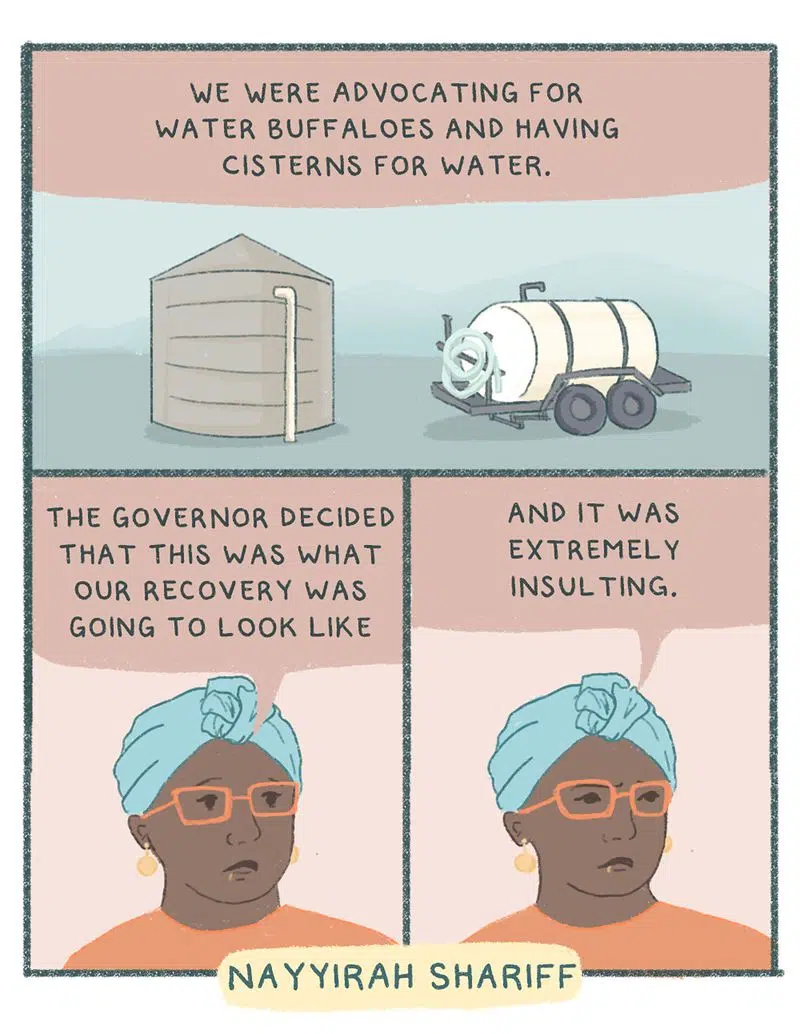 WE WERE ADVOCATING FOR
WATER BUFFALOES AND HAVING
CISTERNS FOR WATER.
THE GOVERNOR DECIDED
THAT THIS WAS WHAT
OUR RECOVERY WAS
GOING TO LOOK LIKE
AND IT WAS
EXTREMELY
INSULTING.
NAYYIRAH SHARIFF